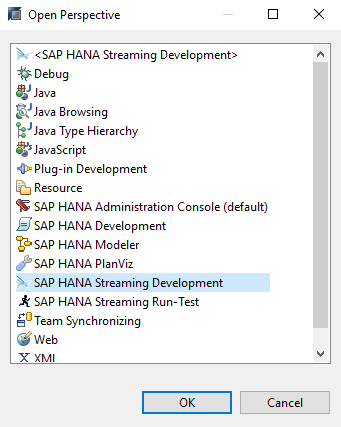 Open Perspective
<SAP HANA Streaming Development>
Debug
Java
Java Browsing
Java Type Hierarchy
JavaScript
Plug-in Development
Resource
SAP HANA Administration Console (default)
SAP HANA Development
SAP HANA Modeler
SAP HANA PlanViz
SAP HANA Streaming Development
SAP HANA Streaming Run-Test
Team Synchronizing
Web
XML
OK
Cancel